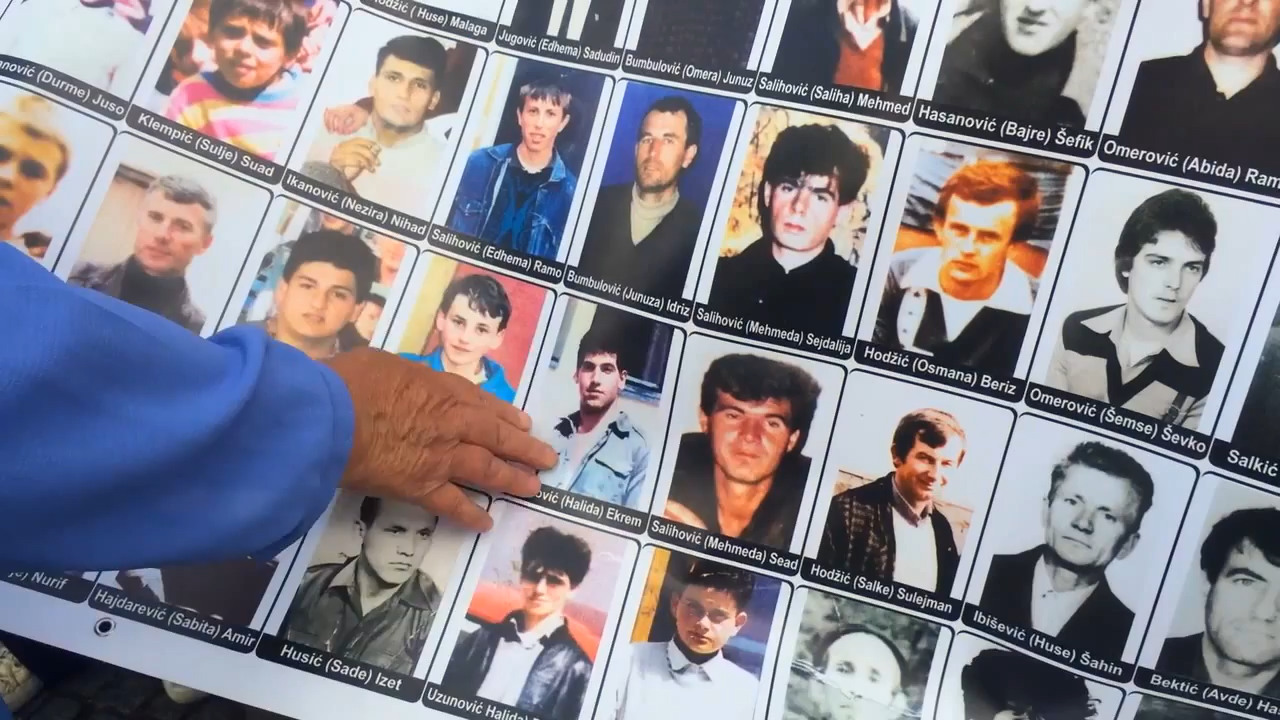 (Huse) Malaga
Jugović (Edhema) Sadudin
Bumbulović (Omera) Junuz
Salihović (Saliha) Mehmed
Hasanović (Bajre) Šefik
Omerović (Abida)
(Durme) Juso
Klempić (Sulje) Suad
Ikanović (Nezira) Nihad
Salihović (Edhema) Ramo
Bumbulović (Junuza) Idriz
Salihović (Mehmeda) Sejdalija
Hodžić (Osmana) Beriz
Omerović (Šemse) Ševko
Salkić
(Halida) Ekrem
Salihović (Mehmeda) Sead
Hodžić (Salke) Sulejman
Ibišević (Huse) Šahin
Bektić (Avde)
Nurif
Hajdarević (Sabita) Amir
Husić (Sade) Izet
Uzunović Halida